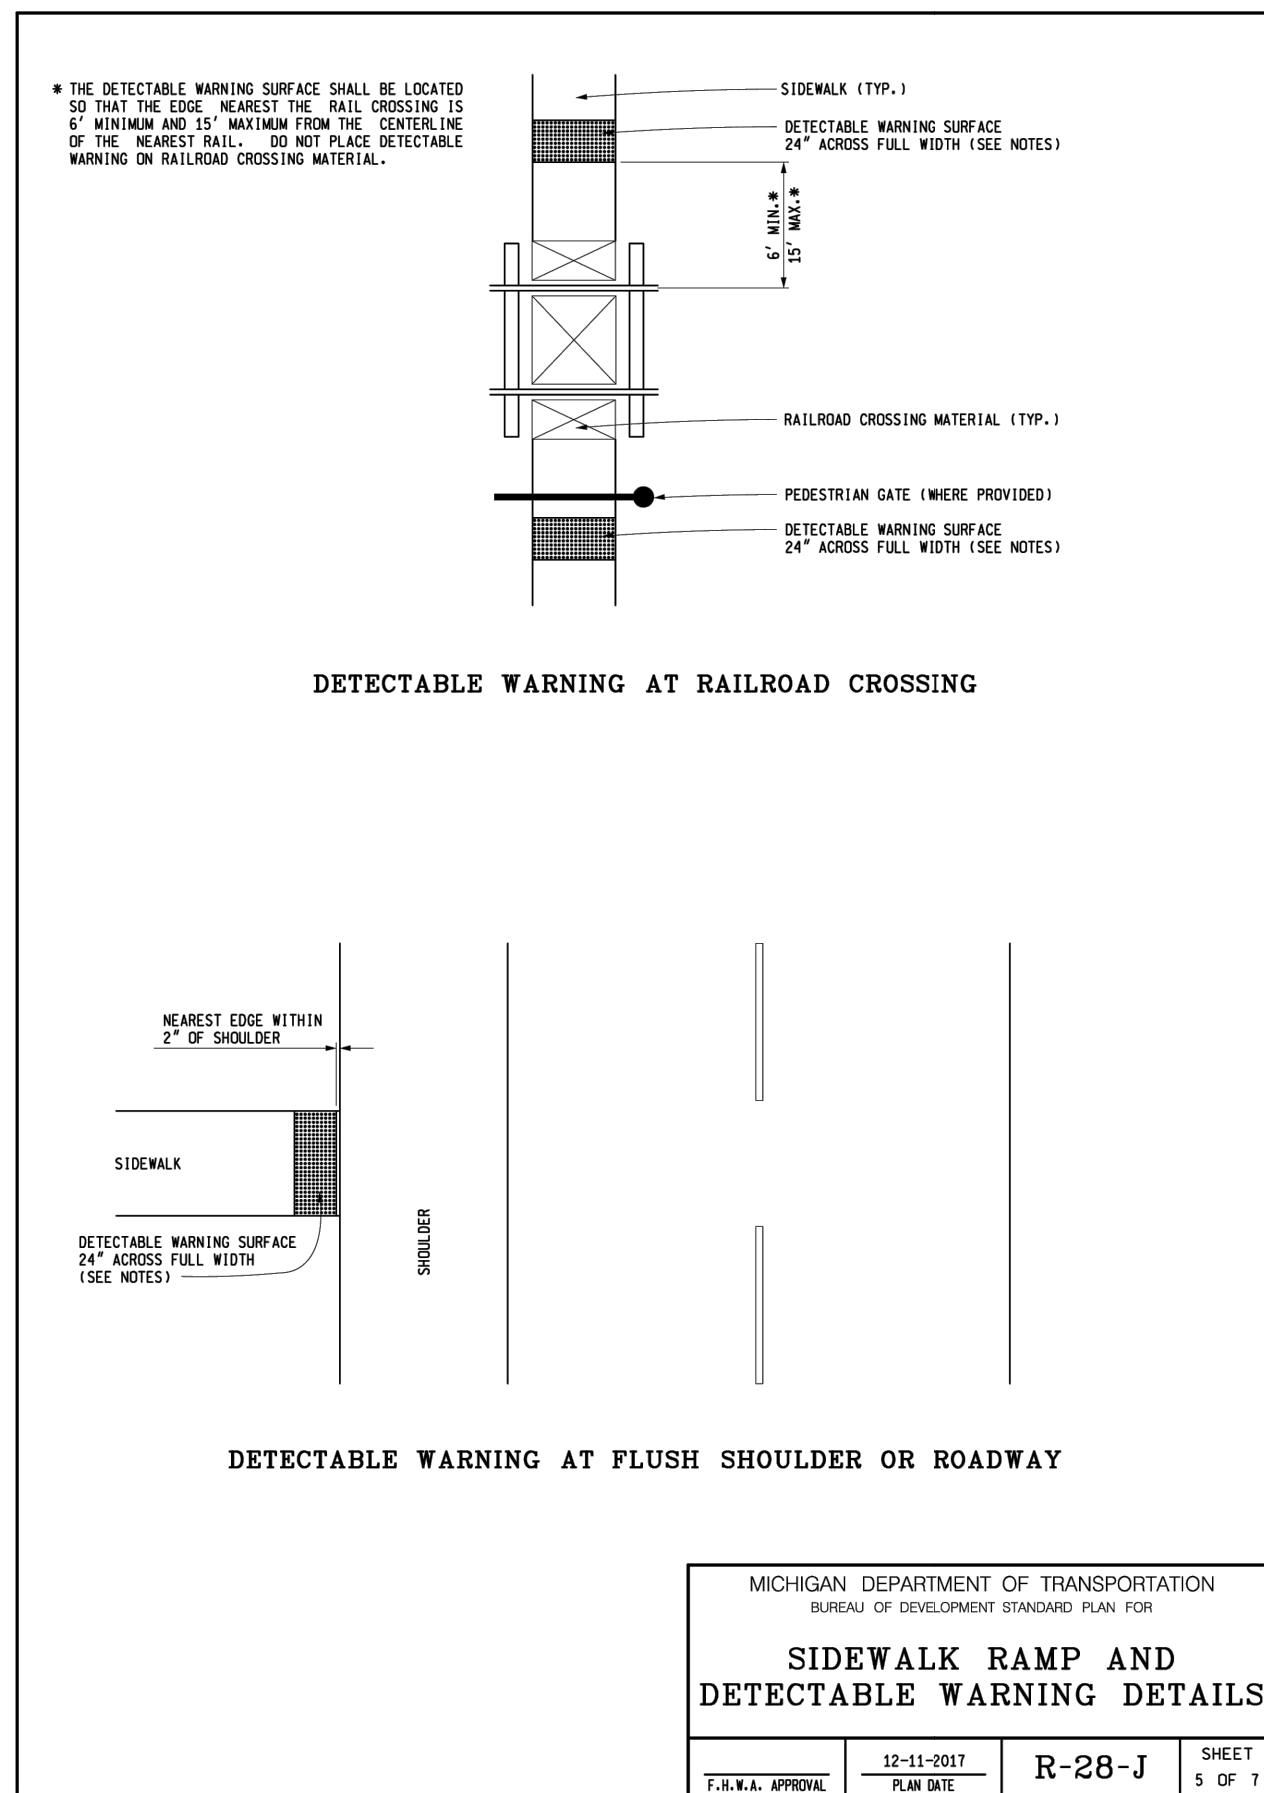 * THE DETECTABLE WARNING SURFACE SHALL BE LOCATED
SO THAT THE EDGE NEAREST THE RAIL CROSSING IS
6' MINIMUM AND 15' MAXIMUM FROM THE CENTERLINE
OF THE NEAREST RAIL. DO NOT PLACE DETECTABLE
WARNING ON RAILROAD CROSSING MATERIAL.
SIDEWALK (TYP.)
DETECTABLE WARNING SURFACE
24" ACROSS FULL WIDTH (SEE NOTES)
6' MIN.*
15' MAX.*
RAILROAD CROSSING MATERIAL (TYP.)
PEDESTRIAN GATE (WHERE PROVIDED)
DETECTABLE WARNING SURFACE
24" ACROSS FULL WIDTH (SEE NOTES)
DETECTABLE WARNING AT RAILROAD CROSSING
NEAREST EDGE WITHIN
2" OF SHOULDER
SIDEWALK
DETECTABLE WARNING SURFACE
24" ACROSS FULL WIDTH
(SEE NOTES)
SHOULDER
DETECTABLE WARNING AT FLUSH SHOULDER OR ROADWAY
MICHIGAN DEPARTMENT OF TRANSPORTATION
BUREAU OF DEVELOPMENT STANDARD PLAN FOR
SIDEWALK RAMP AND
DETECTABLE WARNING DETAILS
F.H.W.A. APPROVAL
12-11-2017
PLAN DATE
R-28-J
SHEET
5 OF 7